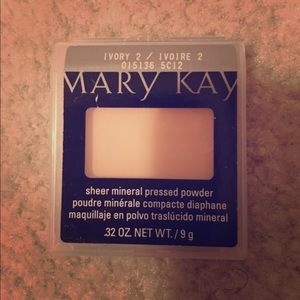 IVORY 2 / IVOIRE 2
015136 5C12
MARY KAY
sheer mineral pressed powder
poudre minérale compacte diaphane
maquillaje en polvo traslúcido mineral
.32 OZ. NET WT. / 9 g